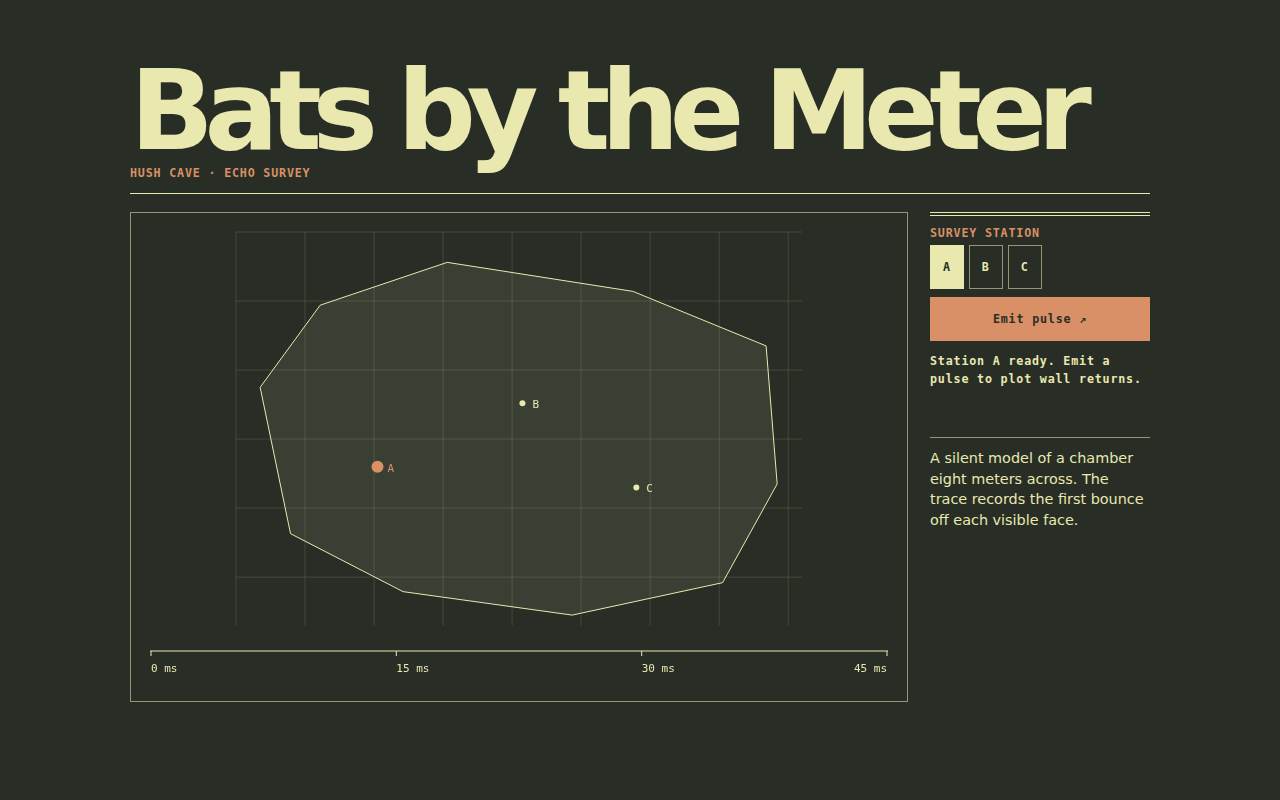 Bats by the Meter
HUSH CAVE · ECHO SURVEY
SURVEY STATION
A B C
Emit pulse ↗
Station A ready. Emit a
pulse to plot wall returns.
A silent model of a chamber
eight meters across. The
trace records the first bounce
off each visible face.
B
A
C
0 ms 15 ms 30 ms 45 ms